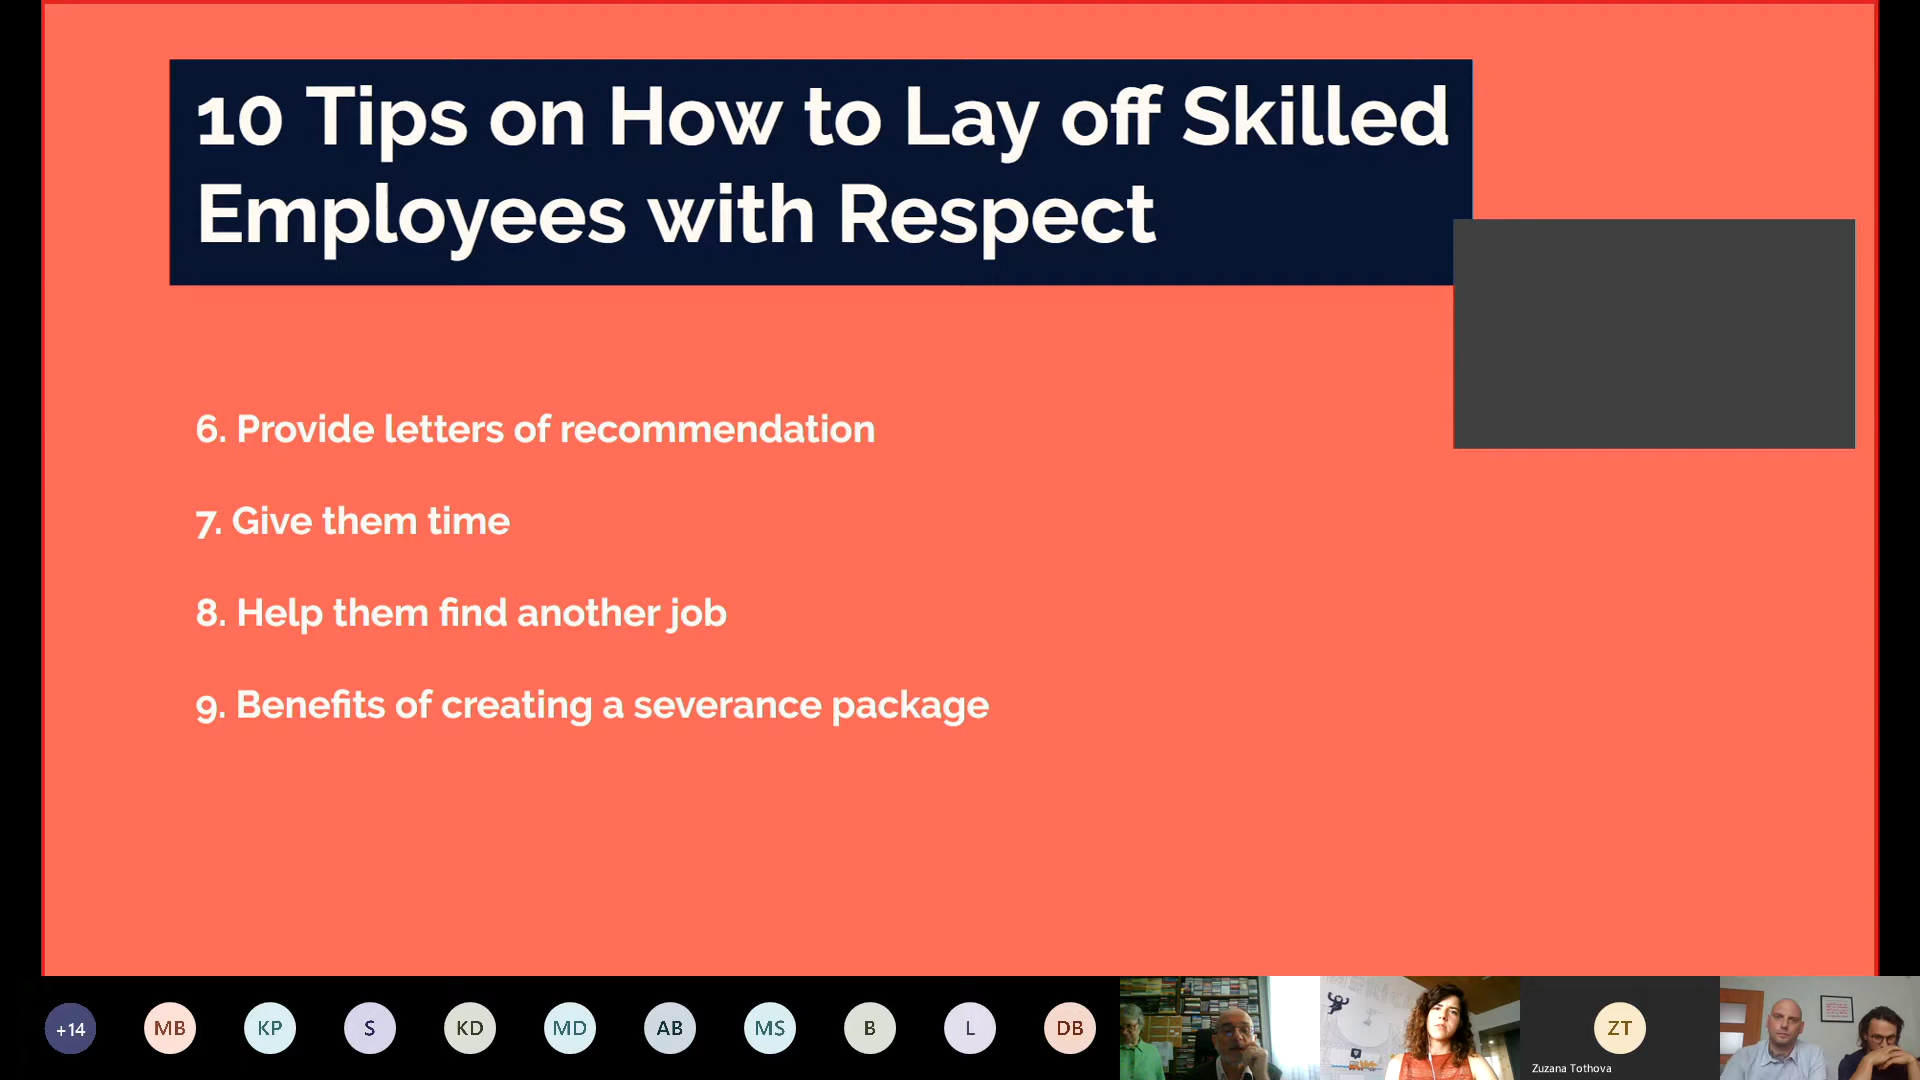 10 Tips on How to Lay off Skilled
Employees with Respect
6. Provide letters of recommendation
7. Give them time
8. Help them find another job
9. Benefits of creating a severance package
+14
MB
KP
S
KD
MD
AB
MS
B
L
DB
ZT
Zuzana Tothova